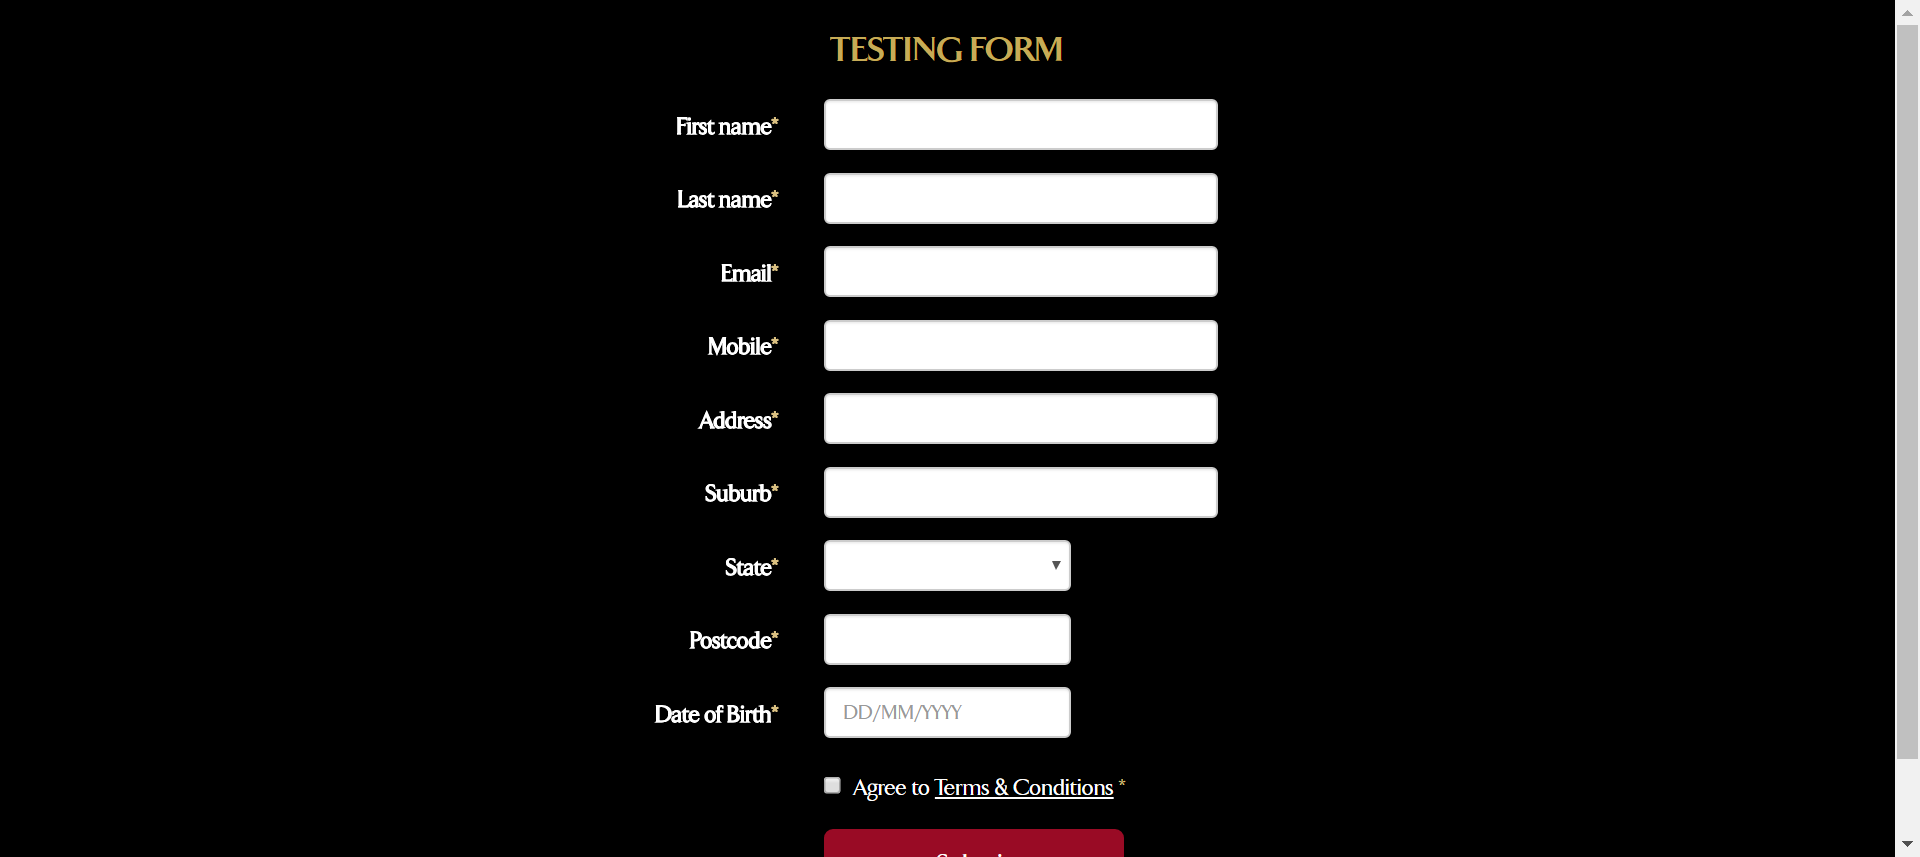 TESTING FORM
First name*
Last name*
Email*
Mobile*
Address*
Suburb*
State*
Postcode*
Date of Birth* DD/MM/YYYY
Agree to Terms & Conditions *